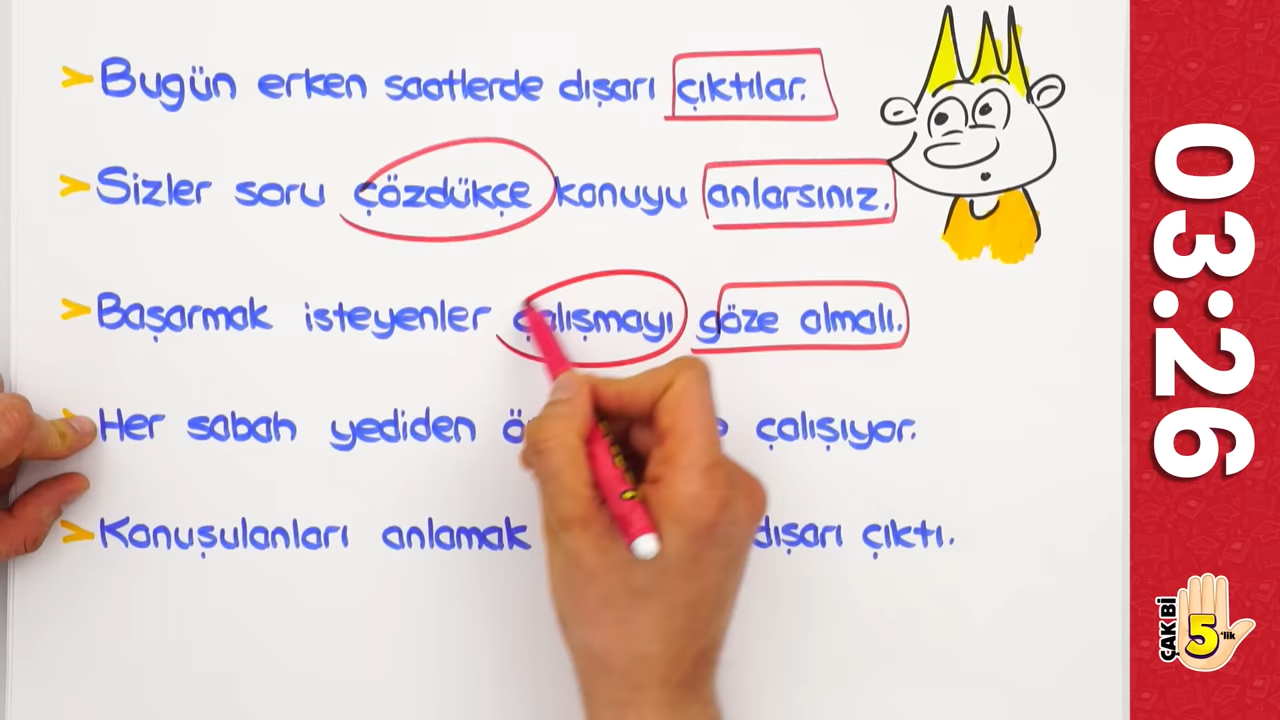 Bugün erken saatlerde dışarı çıktılar.
Sizler soru çözdükçe konuyu anlarsınız.
Başarmak isteyenler çalışmayı göze almalı.
Her sabah yediden çalışıyor.
Konuşulanları anlamak dışarı çıktı.
03:26
ÇAK Bİ 5'lik